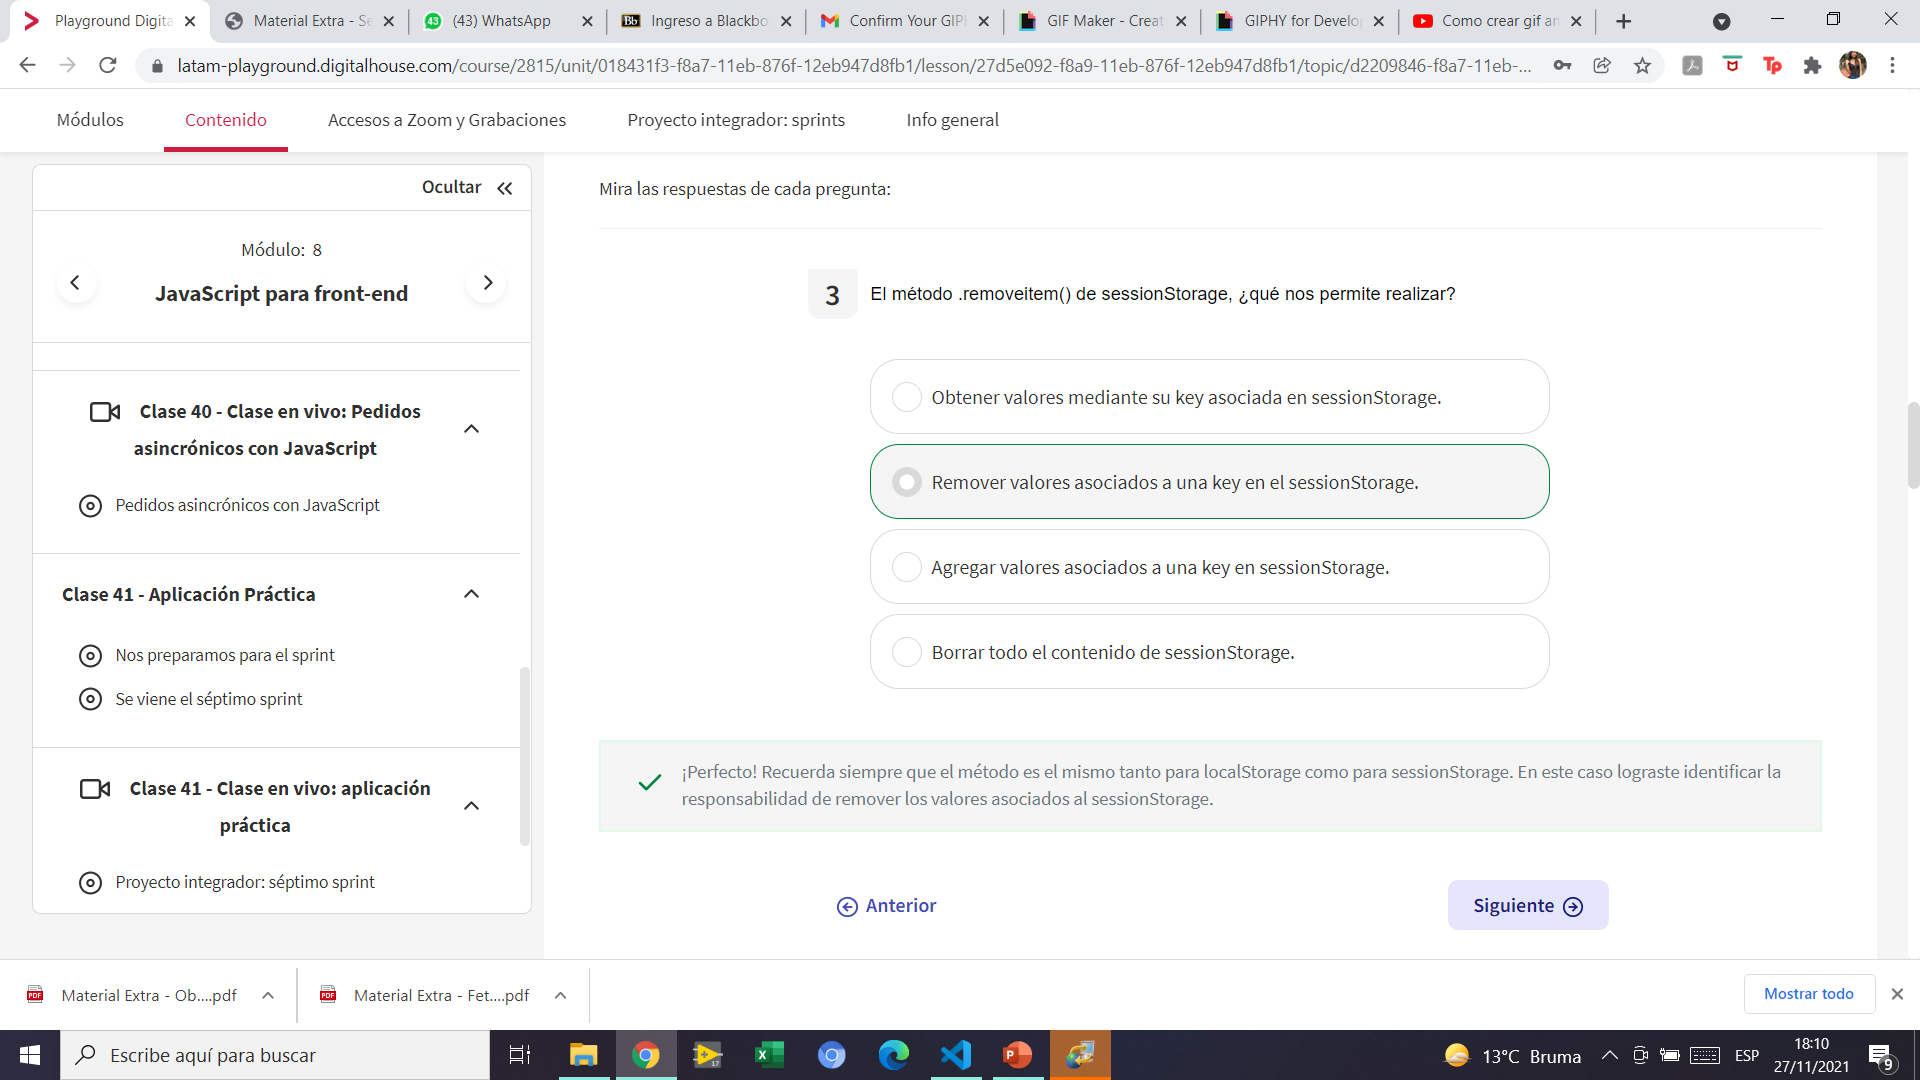 Playground Digita
Material Extra - Se
(43) WhatsApp
Ingreso a Blackbo
Confirm Your GIP
GIF Maker - Creat
GIPHY for Develo
Como crear gif an
latam-playground.digitalhouse.com/course/2815/unit/018431f3-f8a7-11eb-876f-12eb947d8fb1/lesson/27d5e092-f8a9-11eb-876f-12eb947d8fb1/topic/d2209846-f8a7-11eb-...
Módulos
Contenido
Accesos a Zoom y Grabaciones
Proyecto integrador: sprints
Info general
Ocultar
Módulo: 8
JavaScript para front-end
Clase 40 - Clase en vivo: Pedidos
asincrónicos con JavaScript
Pedidos asincrónicos con JavaScript
Clase 41 - Aplicación Práctica
Nos preparamos para el sprint
Se viene el séptimo sprint
Clase 41 - Clase en vivo: aplicación
práctica
Proyecto integrador: séptimo sprint
Mira las respuestas de cada pregunta:
3 El método .removeitem() de sessionStorage, ¿qué nos permite realizar?
Obtener valores mediante su key asociada en sessionStorage.
Remover valores asociados a una key en el sessionStorage.
Agregar valores asociados a una key en sessionStorage.
Borrar todo el contenido de sessionStorage.
¡Perfecto! Recuerda siempre que el método es el mismo tanto para localStorage como para sessionStorage. En este caso lograste identificar la
responsabilidad de remover los valores asociados al sessionStorage.
Anterior
Siguiente
Material Extra - Ob....pdf
Material Extra - Fet....pdf
Mostrar todo
Escribe aquí para buscar
13°C Bruma
ESP
18:10
27/11/2021
9